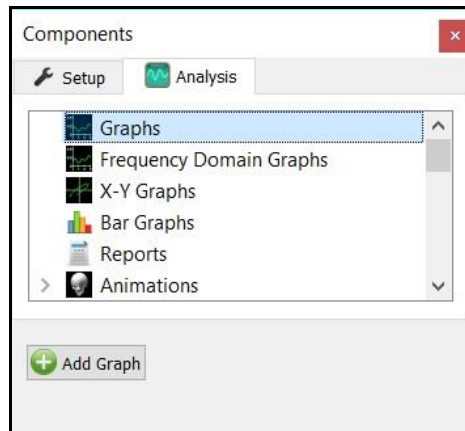 Components
Setup Analysis
Graphs
Frequency Domain Graphs
X-Y Graphs
Bar Graphs
Reports
Animations
Add Graph